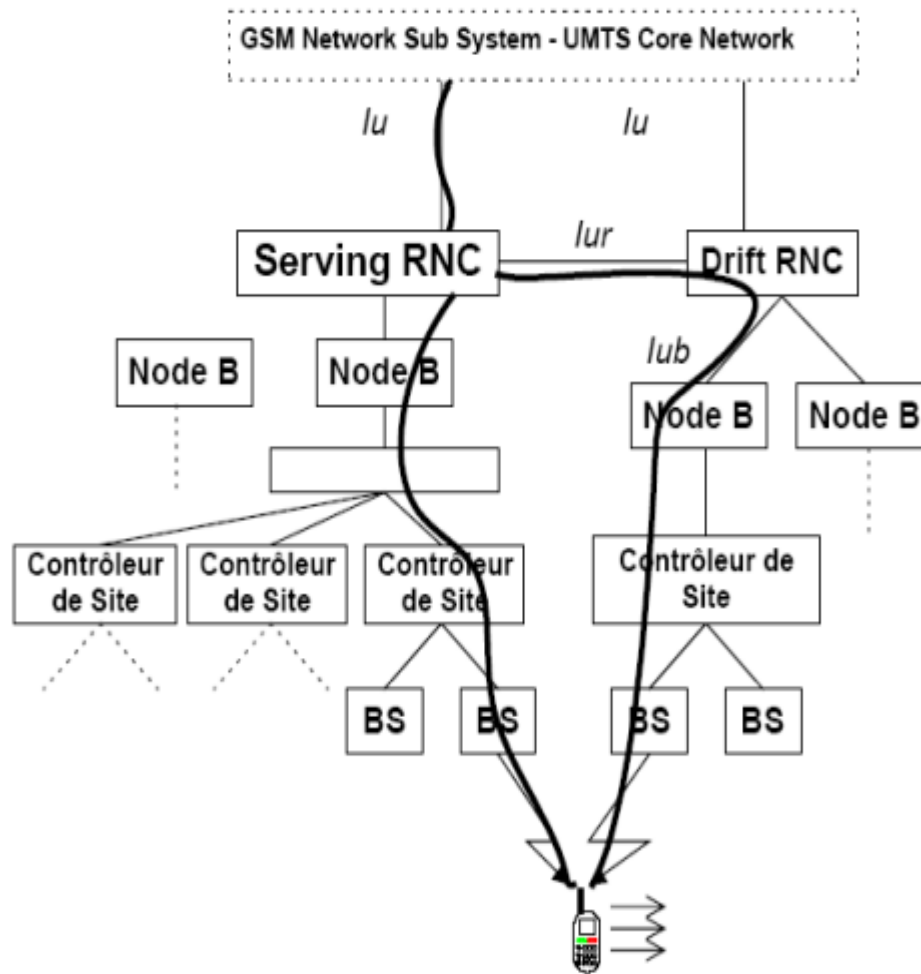 GSM Network Sub System - UMTS Core Network
Iu
Iu
Serving RNC
Iur
Drift RNC
Node B
Node B
Iub
Node B
Node B
Contrôleur
de Site
Contrôleur
de Site
Contrôleur
de Site
Contrôleur de
Site
BS
BS
BS
BS